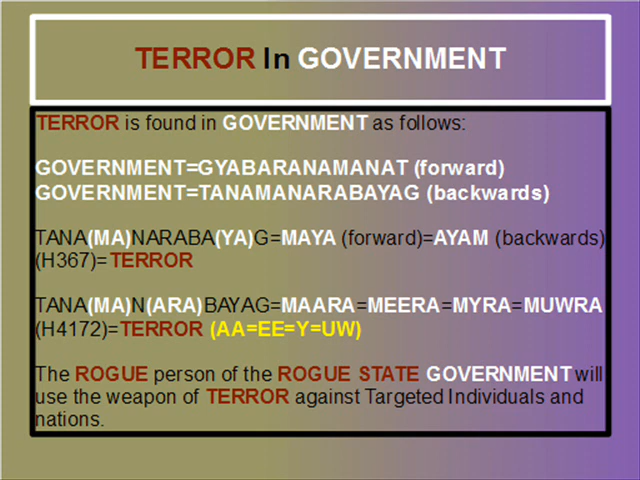 TERROR In GOVERNMENT
TERROR is found in GOVERNMENT as follows:
GOVERNMENT=GYABARANAMANAT (forward)
GOVERNMENT=TANAMANARABAYAG (backwards)
TANA(MA)NARABA(YA)G=MAYA (forward)=AYAM (backwards)
(H367)=TERROR
TANA(MA)N(ARA)BAYAG=MAARA=MEERA=MYRA=MUWRA
(H4172)=TERROR (AA=EE=Y=UW)
The ROGUE person of the ROGUE STATE GOVERNMENT will
use the weapon of TERROR against Targeted Individuals and
nations.